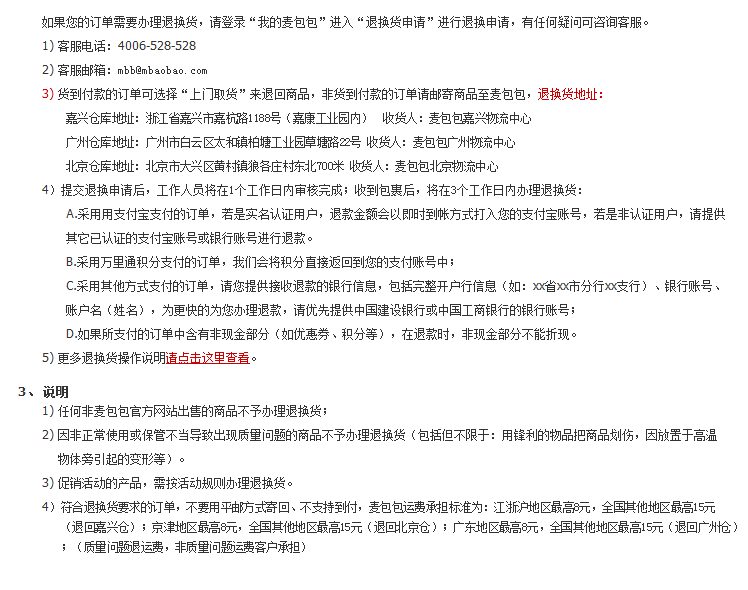 如果您的订单需要办理退换货，请登录“我的麦包包”进入“退换货申请”进行退换申请，有任何疑问可咨询客服。
1) 客服电话：4006-528-528
2) 客服邮箱：mbb@mbaobao.com
3) 货到付款的订单可选择“上门取货”来退回商品，非货到付款的订单请邮寄商品至麦包包，退换货地址：
嘉兴仓库地址：浙江省嘉兴市嘉杭路1188号（嘉康工业园内） 收货人：麦包包嘉兴物流中心
广州仓库地址：广州市白云区太和镇柏塘工业园草塘路22号 收货人：麦包包广州物流中心
北京仓库地址：北京市大兴区黄村镇狼各庄村东北700米 收货人：麦包包北京物流中心
4）提交退换申请后，工作人员将在1个工作日内审核完成；收到包裹后，将在3个工作日内办理退换货：
A.采用用支付宝支付的订单，若是实名认证用户，退款金额会以即时到帐方式打入您的支付宝账号，若是非认证用户，请提供
其它已认证的支付宝账号或银行账号进行退款。
B.采用万里通积分支付的订单，我们会将积分直接返回到您的支付账号中；
C.采用其他方式支付的订单，请您提供接收退款的银行信息，包括完整开户行信息（如：xx省xx市分行xx支行）、银行账号、
账户名（姓名），为更快的为您办理退款，请优先提供中国建设银行或中国工商银行的银行账号；
D.如果所支付的订单中含有非现金部分（如优惠券、积分等），在退款时，非现金部分不能折现。
5) 更多退换货操作说明请点击这里查看。
3、说明
1) 任何非麦包包官方网站出售的商品不予办理退换货；
2) 因非正常使用或保管不当导致出现质量问题的商品不予办理退换货（包括但不限于：用锋利的物品把商品划伤，因放置于高温
物体旁引起的变形等）。
3) 促销活动的产品，需按活动规则办理退换货。
4）符合退换货要求的订单，不要用平邮方式寄回、不支持到付，麦包包运费承担标准为：江浙沪地区最高8元，全国其他地区最高15元
（退回嘉兴仓）；京津地区最高8元，全国其他地区最高15元（退回北京仓）；广东地区最高8元，全国其他地区最高15元（退回广州仓）
；（质量问题退运费，非质量问题运费客户承担）